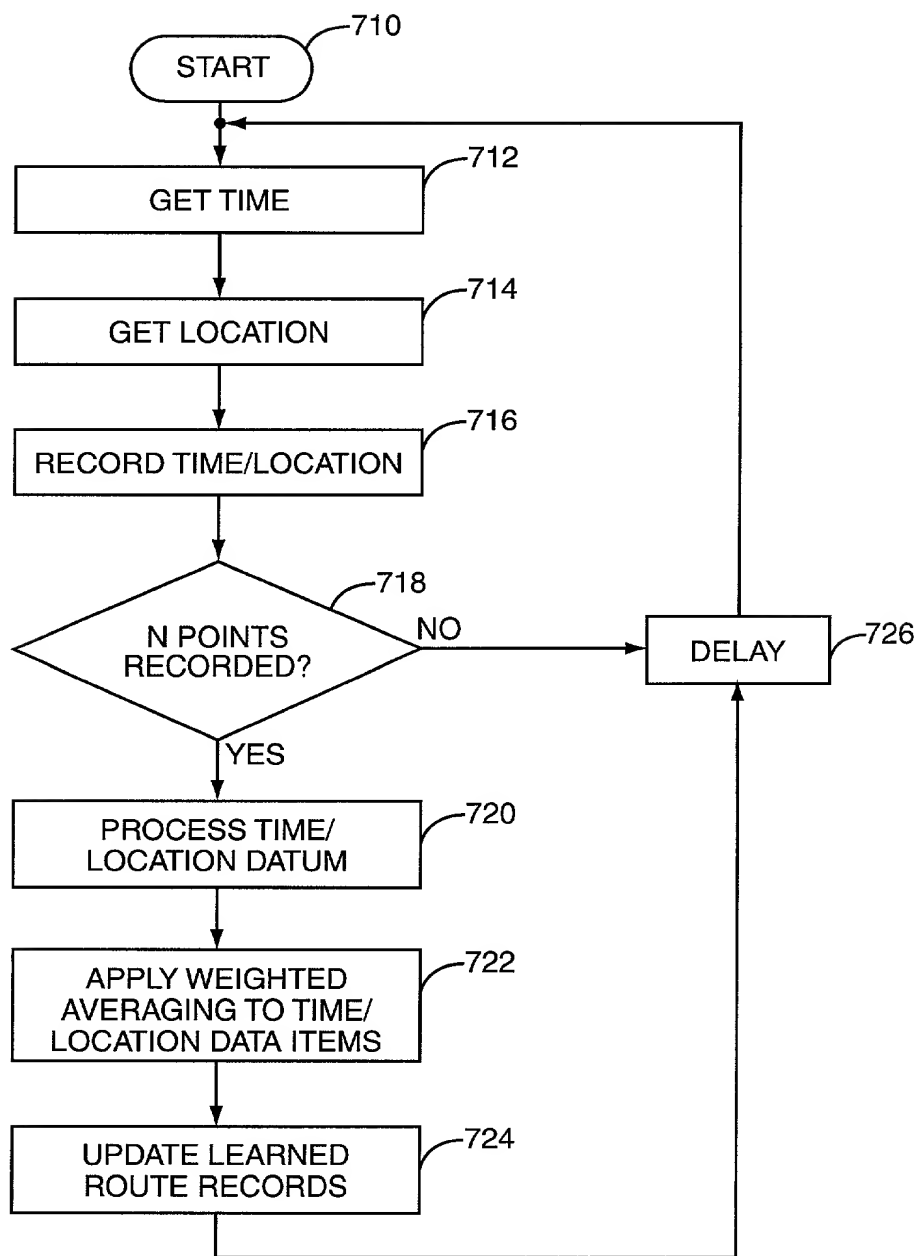 710
START
712
GET TIME
714
GET LOCATION
716
RECORD TIME/LOCATION
718
N POINTS
RECORDED?
NO
DELAY
726
YES
720
PROCESS TIME/
LOCATION DATUM
722
APPLY WEIGHTED
AVERAGING TO TIME/
LOCATION DATA ITEMS
724
UPDATE LEARNED
ROUTE RECORDS